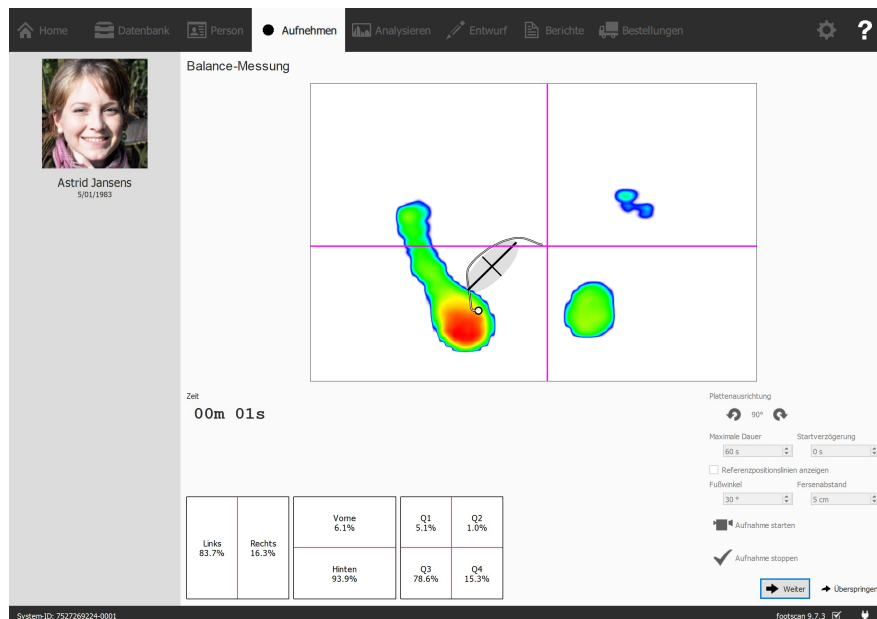 Home Datenbank Person Aufnehmen Analysieren Entwurf Berichte Bestellungen ?
Balance-Messung
Astrid Jansens
5/01/1983
Zeit
00m 01s
Plattenausrichtung
90°
Maximale Dauer Startverzögerung
60 s 0 s
Referenzpositionslinien anzeigen
Fußwinkel Fersenabstand
30 ° 5 cm
Aufnahme starten
Aufnahme stoppen
Links
83.7%
Rechts
16.3%
Vorne
6.1%
Hinten
93.9%
Q1
5.1%
Q2
1.0%
Q3
78.6%
Q4
15.3%
Weiter Überspringen
System-ID: 7527269224-0001 footscan 9.7.3